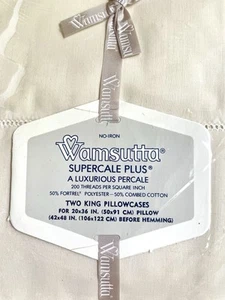 Wamsutta
NO-IRON
Wamsutta®
SUPERCALE PLUS®
A LUXURIOUS PERCALE
200 THREADS PER SQUARE INCH
50% FORTREL® POLYESTER – 50% COMBED COTTON
TWO KING PILLOWCASES
FOR 20x36 IN. (50x91 CM) PILLOW
(42x48 IN. (106x122 CM) BEFORE HEMMING)
Wamsutta